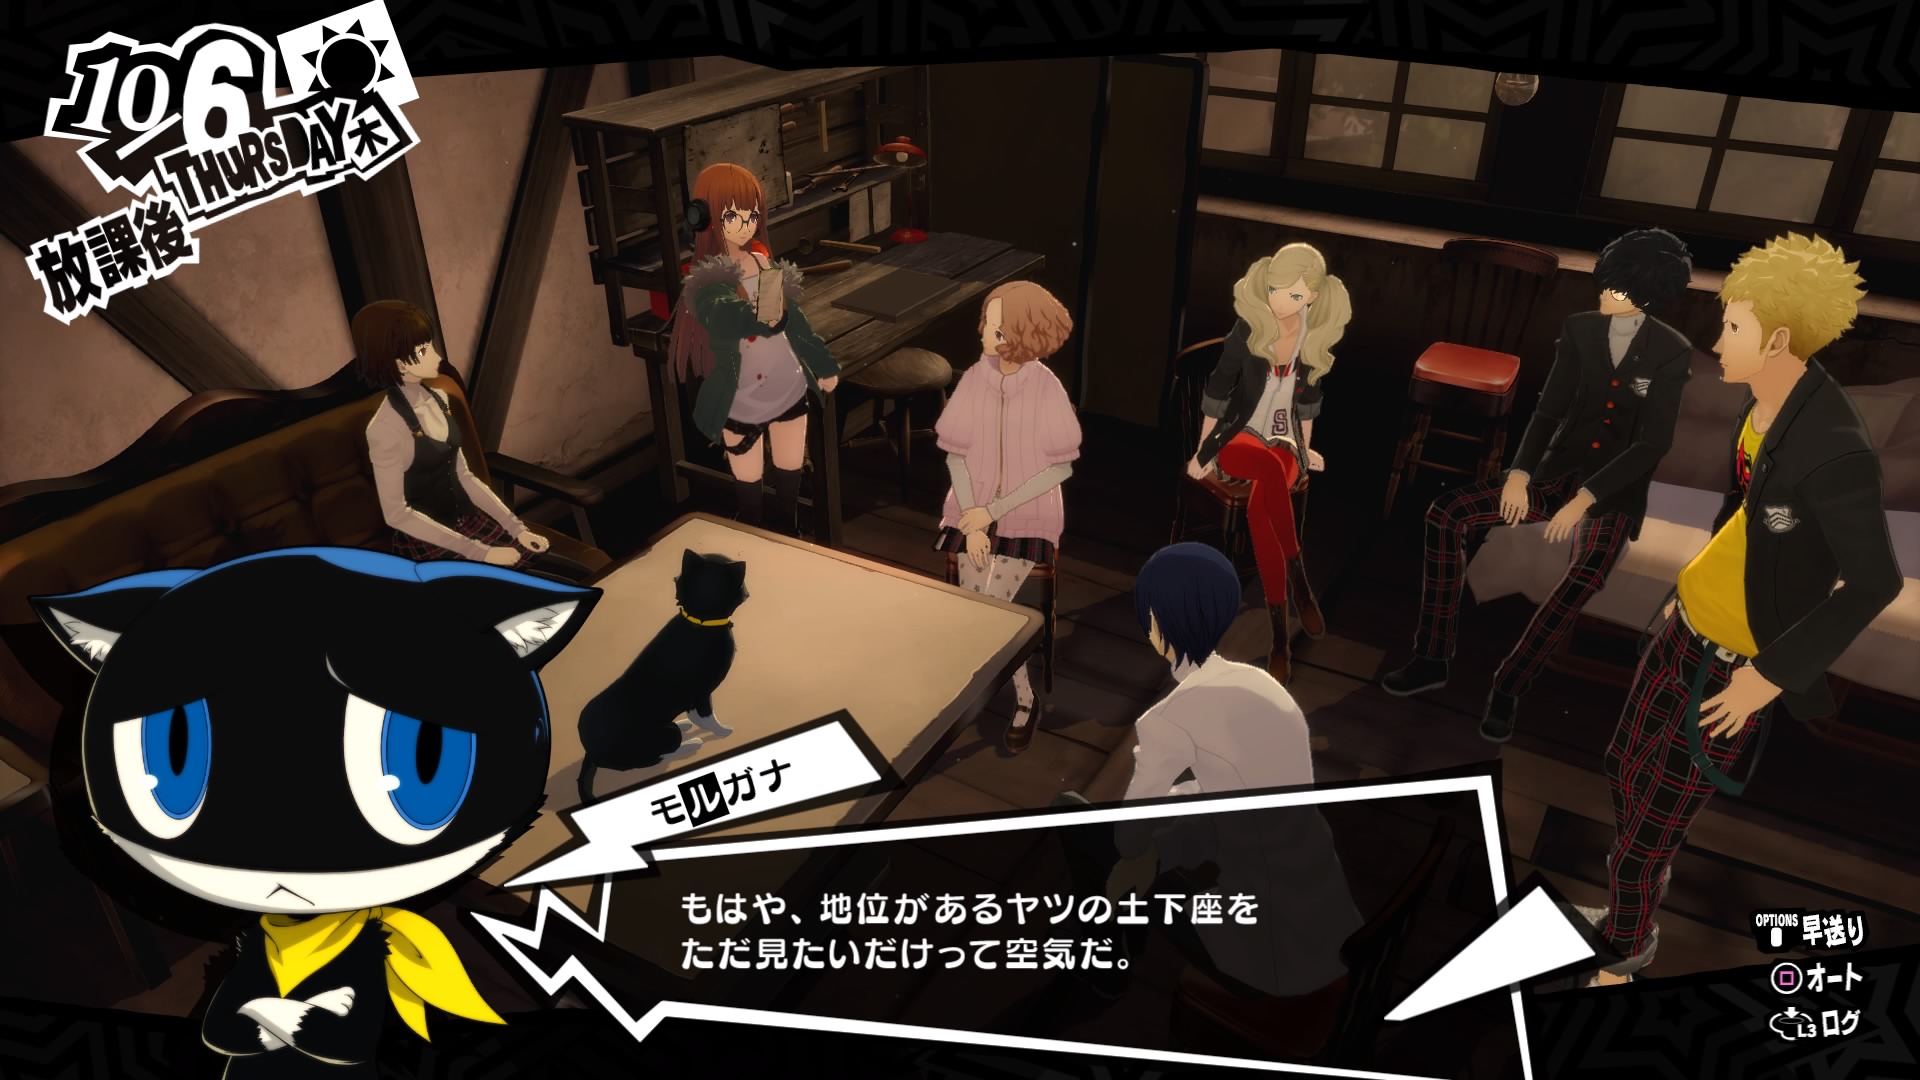 10/6
THURSDAY 木
放課後
モルガナ
もはや、地位があるヤツの土下座を
ただ見たいだけって空気だ。
OPTIONS 早送り
オート
L3 ログ
S